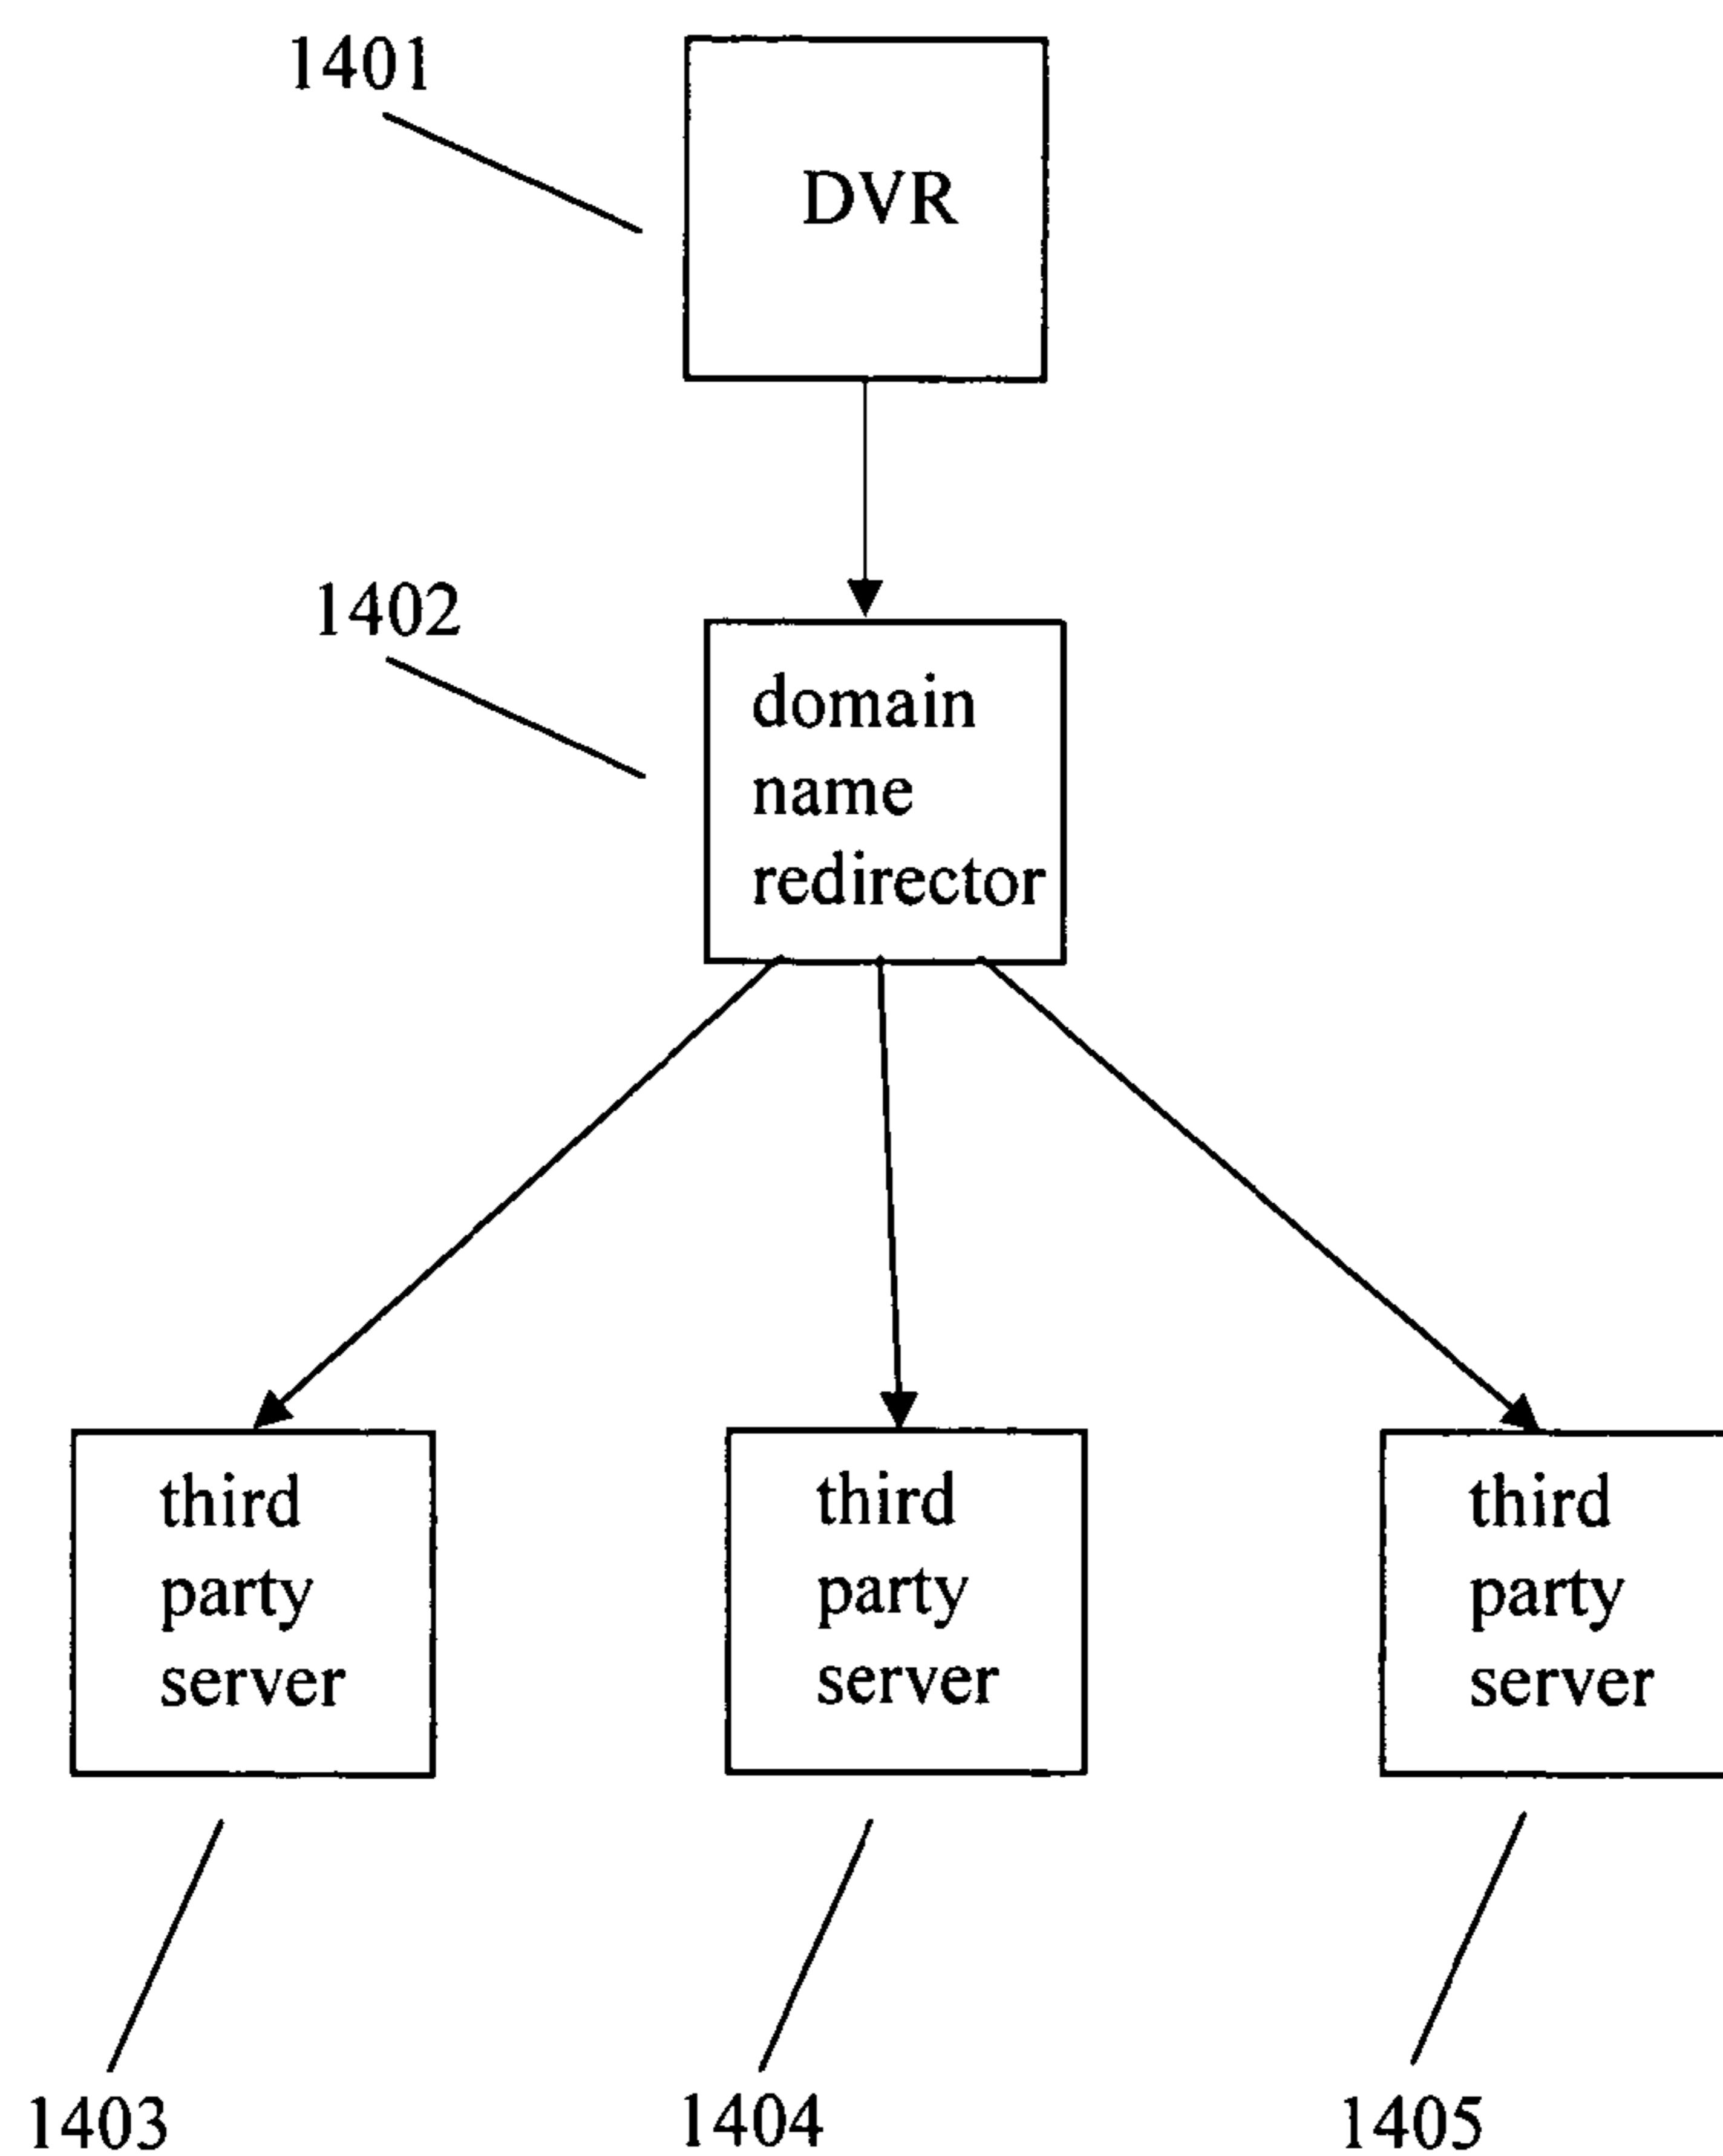 1401
DVR
1402
domain
name
redirector
third
party
server
third
party
server
third
party
server
1403
1404
1405